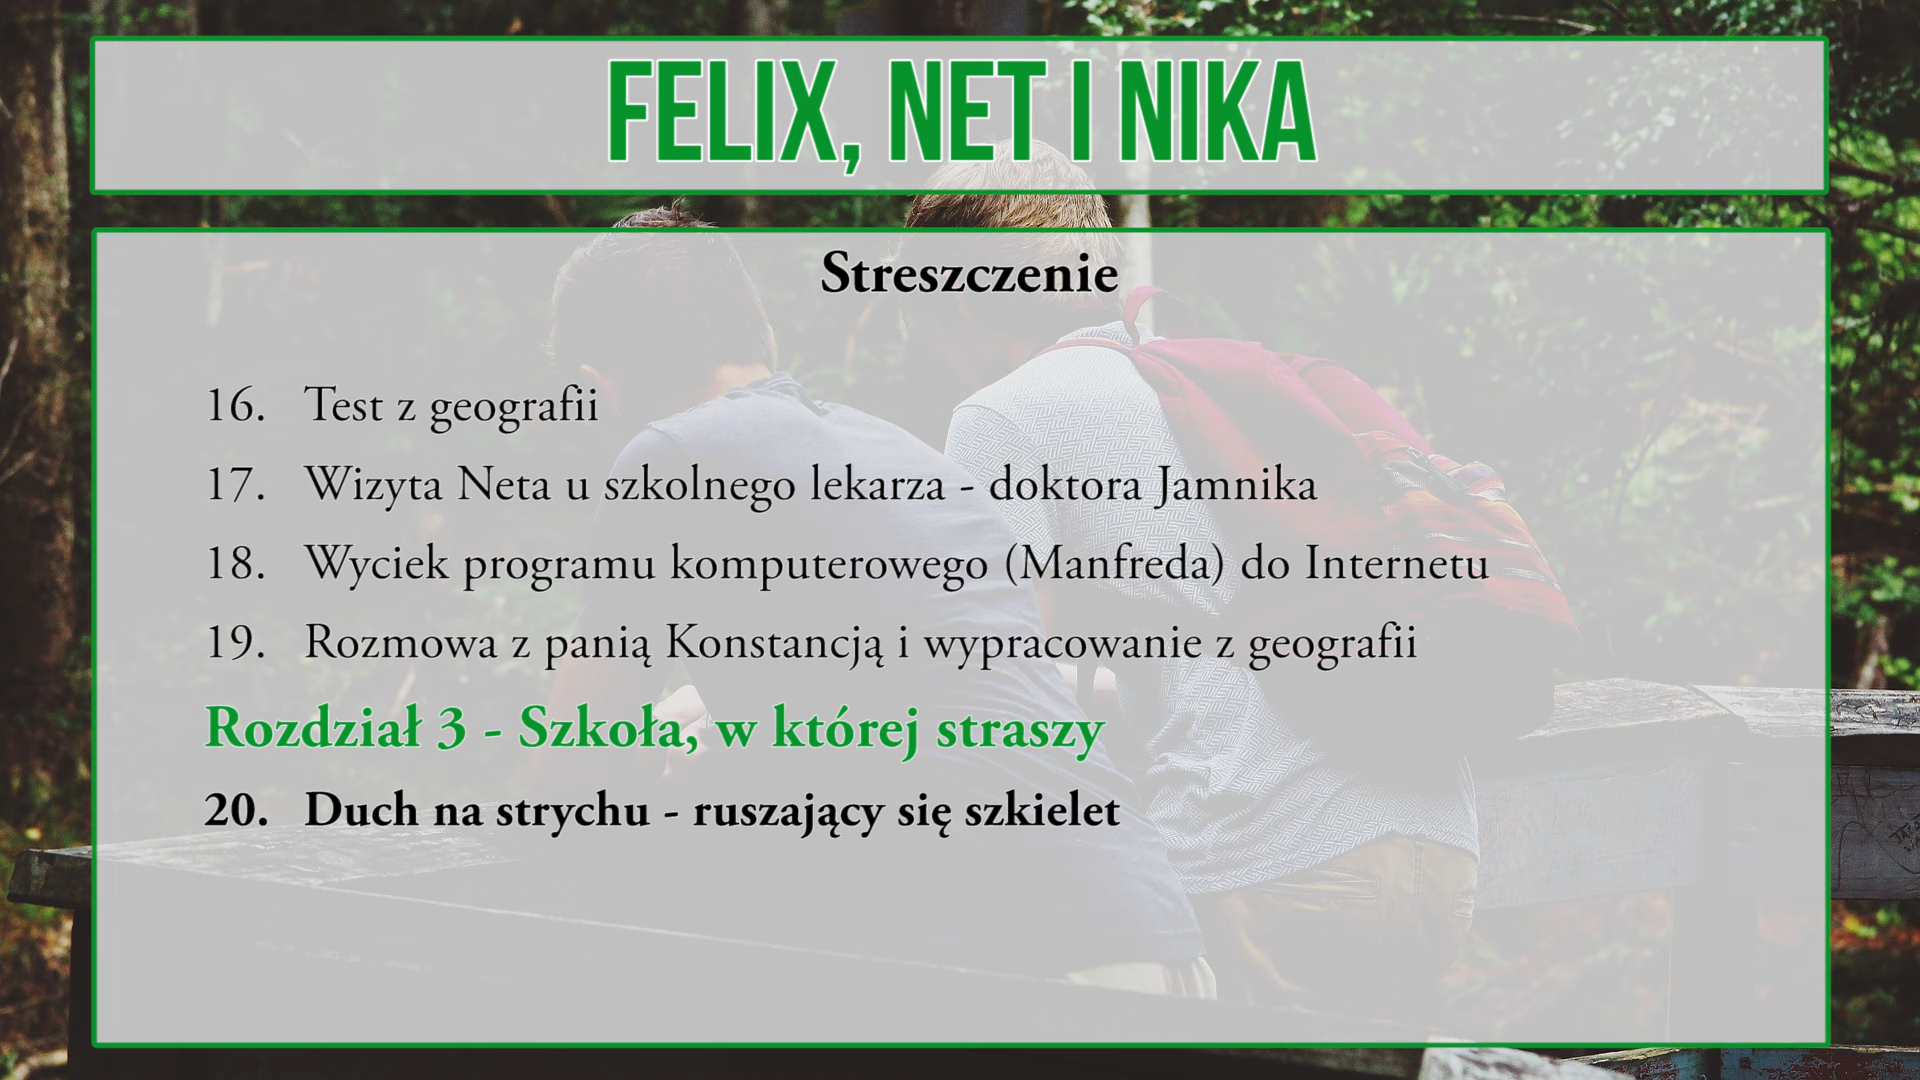 FELIX, NET I NIKA
Streszczenie
16. Test z geografii
17. Wizyta Neta u szkolnego lekarza - doktora Jamnika
18. Wyciek programu komputerowego (Manfreda) do Internetu
19. Rozmowa z panią Konstancją i wypracowanie z geografii
Rozdział 3 - Szkoła, w której straszy
20. Duch na strychu - ruszający się szkielet